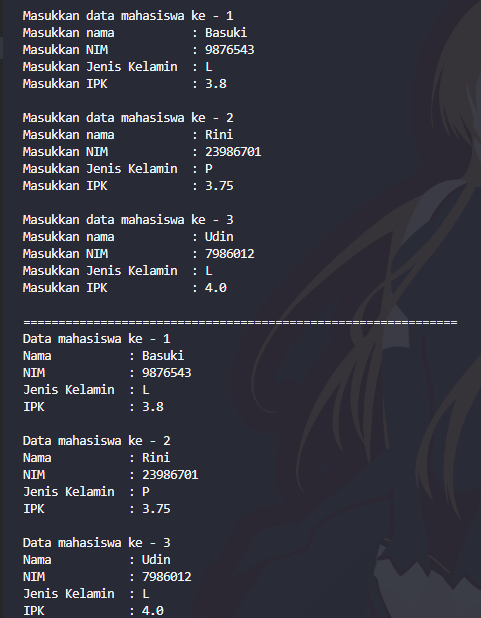 Masukkan data mahasiswa ke - 1
Masukkan nama : Basuki
Masukkan NIM : 9876543
Masukkan Jenis Kelamin : L
Masukkan IPK : 3.8
Masukkan data mahasiswa ke - 2
Masukkan nama : Rini
Masukkan NIM : 23986701
Masukkan Jenis Kelamin : P
Masukkan IPK : 3.75
Masukkan data mahasiswa ke - 3
Masukkan nama : Udin
Masukkan NIM : 7986012
Masukkan Jenis Kelamin : L
Masukkan IPK : 4.0
==============================================================
Data mahasiswa ke - 1
Nama : Basuki
NIM : 9876543
Jenis Kelamin : L
IPK : 3.8
Data mahasiswa ke - 2
Nama : Rini
NIM : 23986701
Jenis Kelamin : P
IPK : 3.75
Data mahasiswa ke - 3
Nama : Udin
NIM : 7986012
Jenis Kelamin : L
IPK : 4.0